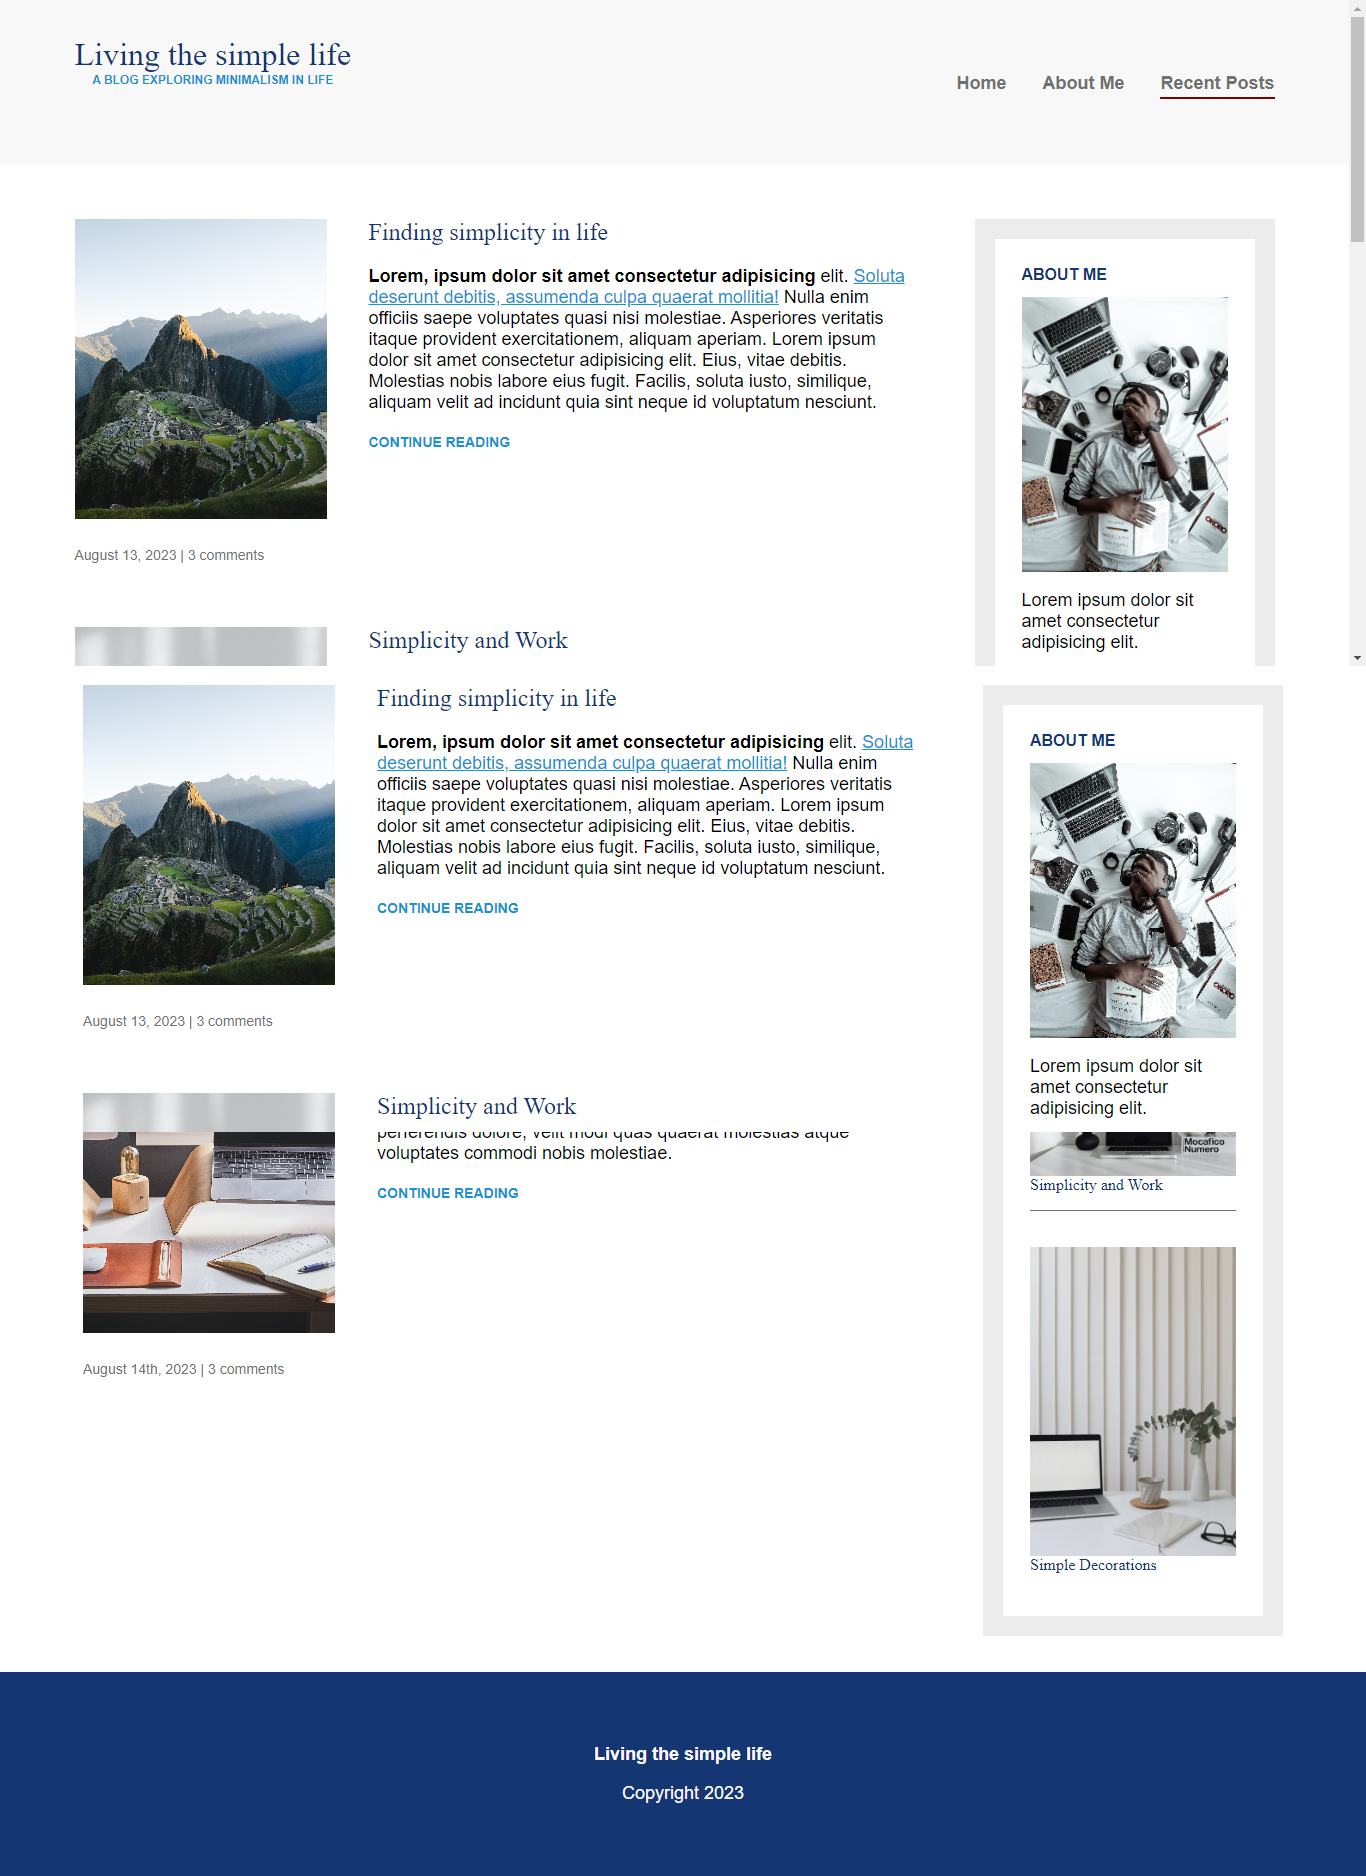 Living the simple life
A BLOG EXPLORING MINIMALISM IN LIFE
Home About Me Recent Posts
Finding simplicity in life
Lorem, ipsum dolor sit amet consectetur adipisicing elit. Soluta
deserunt debitis, assumenda culpa quaerat mollitia! Nulla enim
officiis saepe voluptates quasi nisi molestiae. Asperiores veritatis
itaque provident exercitationem, aliquam aperiam. Lorem ipsum
dolor sit amet consectetur adipisicing elit. Eius, vitae debitis.
Molestias nobis labore eius fugit. Facilis, soluta iusto, similique,
aliquam velit ad incidunt quia sint neque id voluptatum nesciunt.
CONTINUE READING
August 13, 2023 | 3 comments
ABOUT ME
Lorem ipsum dolor sit
amet consectetur
adipisicing elit.
Simplicity and Work
Finding simplicity in life
Lorem, ipsum dolor sit amet consectetur adipisicing elit. Soluta
deserunt debitis, assumenda culpa quaerat mollitia! Nulla enim
officiis saepe voluptates quasi nisi molestiae. Asperiores veritatis
itaque provident exercitationem, aliquam aperiam. Lorem ipsum
dolor sit amet consectetur adipisicing elit. Eius, vitae debitis.
Molestias nobis labore eius fugit. Facilis, soluta iusto, similique,
aliquam velit ad incidunt quia sint neque id voluptatum nesciunt.
CONTINUE READING
August 13, 2023 | 3 comments
ABOUT ME
Lorem ipsum dolor sit
amet consectetur
adipisicing elit.
Simplicity and Work
perferendis dolore, velit modi quas quaerat molestias atque
voluptates commodi nobis molestiae.
CONTINUE READING
August 14th, 2023 | 3 comments
Mocafico
Numero
Simplicity and Work
Simple Decorations
Living the simple life
Copyright 2023